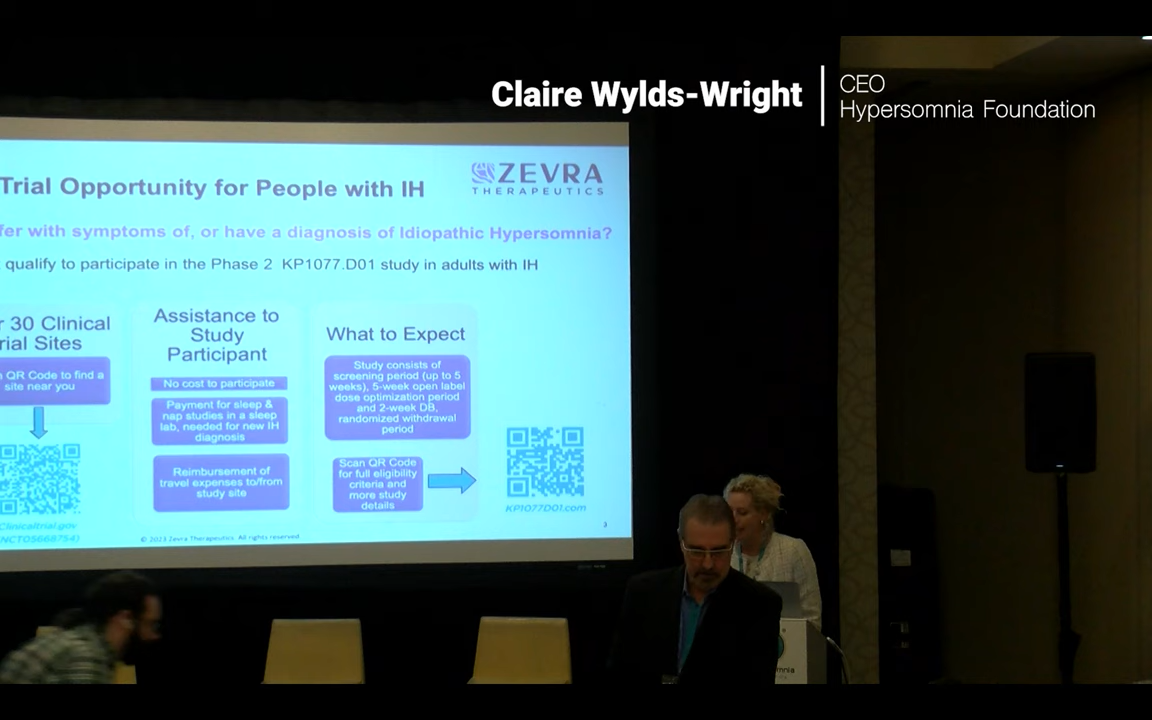 Claire Wylds-Wright
CEO
Hypersomnia Foundation
ZEVRA
THERAPEUTICS
Trial Opportunity for People with IH
with symptoms of, or have a diagnosis of Idiopathic Hypersomnia?
qualify to participate in the Phase 2 KP1077.D01 study in adults with IH
30 Clinical
Sites
QR Code to find a
site near you
Clinicaltrial.gov
NCT05668754)
Assistance to
Study
Participant
No cost to participate
Payment for sleep &
nap studies in a sleep
lab, needed for new IH
diagnosis
Reimbursement of
travel expenses to/from
study site
What to Expect
Study consists of
screening period (up to 5
weeks), 5-week open label
dose optimization period
and 2-week DB,
randomized withdrawal
period
Scan QR Code
for full eligibility
criteria and
more study
details
KP1077D01.com
© 2023 Zevra Therapeutics. All rights reserved
3